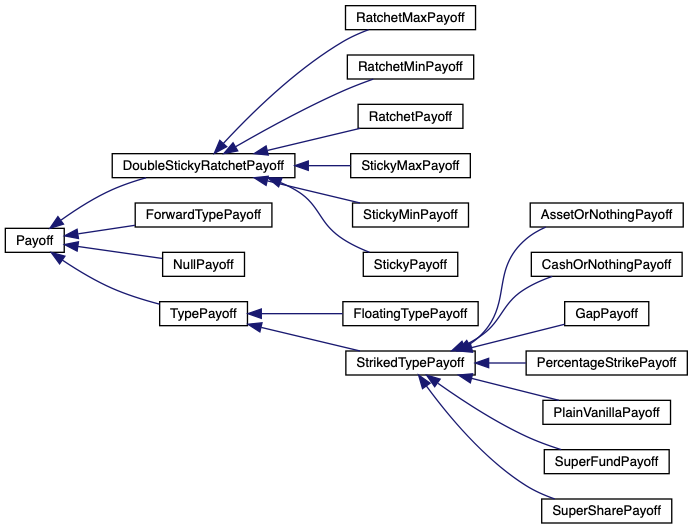 RatchetMaxPayoff
RatchetMinPayoff
RatchetPayoff
DoubleStickyRatchetPayoff
StickyMaxPayoff
StickyMinPayoff
StickyPayoff
ForwardTypePayoff
Payoff
NullPayoff
TypePayoff
FloatingTypePayoff
StrikedTypePayoff
AssetOrNothingPayoff
CashOrNothingPayoff
GapPayoff
PercentageStrikePayoff
PlainVanillaPayoff
SuperFundPayoff
SuperSharePayoff